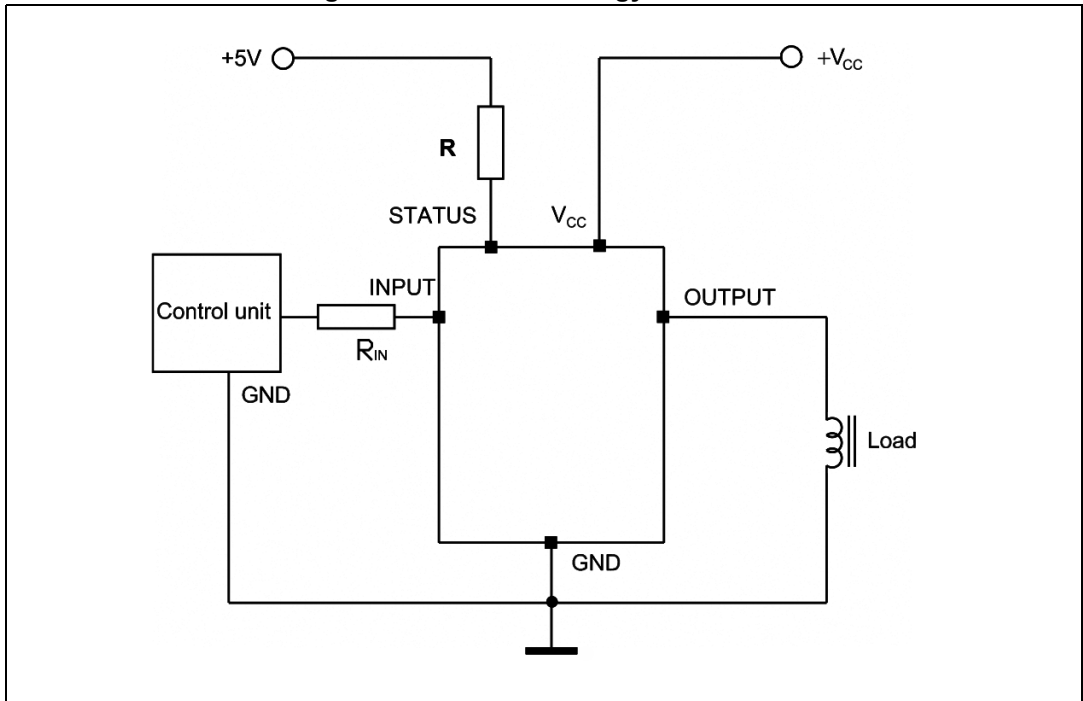 +5V
+VCC
R
STATUS
VCC
INPUT
OUTPUT
Control unit
RIN
GND
Load
GND